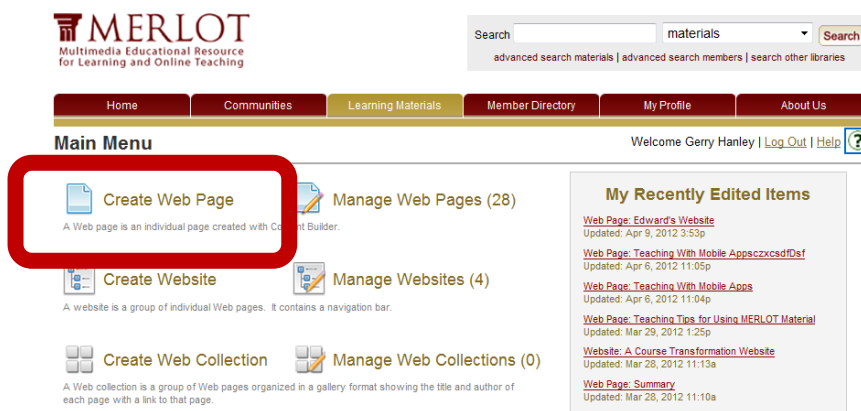 MERLOT
Multimedia Educational Resource
for Learning and Online Teaching
Search materials Search
advanced search materials | advanced search members | search other libraries
Home Communities Learning Materials Member Directory My Profile About Us
Main Menu
Welcome Gerry Hanley | Log Out | Help ?
Create Web Page
Manage Web Pages (28)
A Web page is an individual page created with Co nt Builder.
Create Website
Manage Websites (4)
A website is a group of individual Web pages. It contains a navigation bar.
Create Web Collection
Manage Web Collections (0)
A Web collection is a group of Web pages organized in a gallery format showing the title and author of
each page with a link to that page.
My Recently Edited Items
Web Page: Edward's Website
Updated: Apr 9, 2012 3:53p
Web Page: Teaching With Mobile AppsczxcsdfDsf
Updated: Apr 6, 2012 11:05p
Web Page: Teaching With Mobile Apps
Updated: Apr 6, 2012 11:04p
Web Page: Teaching Tips for Using MERLOT Material
Updated: Mar 29, 2012 1:25p
Website: A Course Transformation Website
Updated: Mar 28, 2012 11:13a
Web Page: Summary
Updated: Mar 28, 2012 11:10a